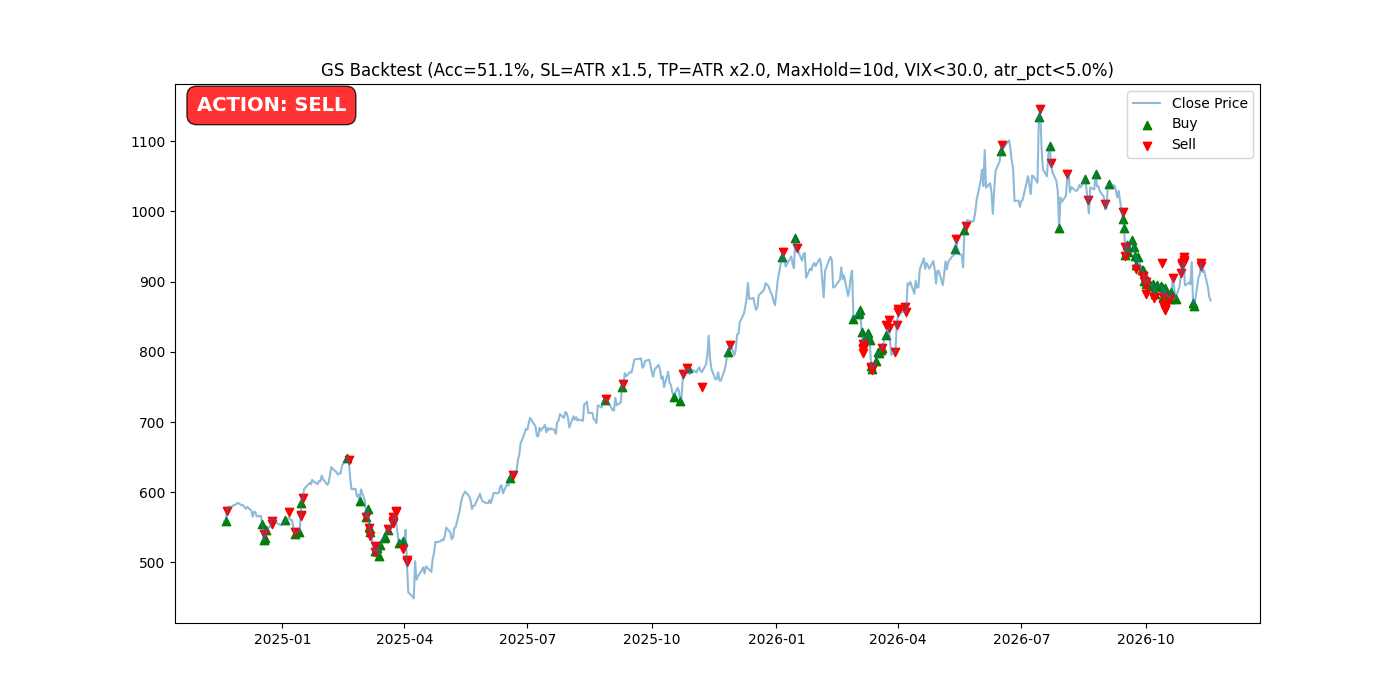 GS Backtest (Acc=51.1%, SL=ATR x1.5, TP=ATR x2.0, MaxHold=10d, VIX<30.0, atr_pct<5.0%)
ACTION: SELL
Close Price
Buy
Sell
1100
1000
900
800
700
600
500
2025-01 2025-04 2025-07 2025-10 2026-01 2026-04 2026-07 2026-10